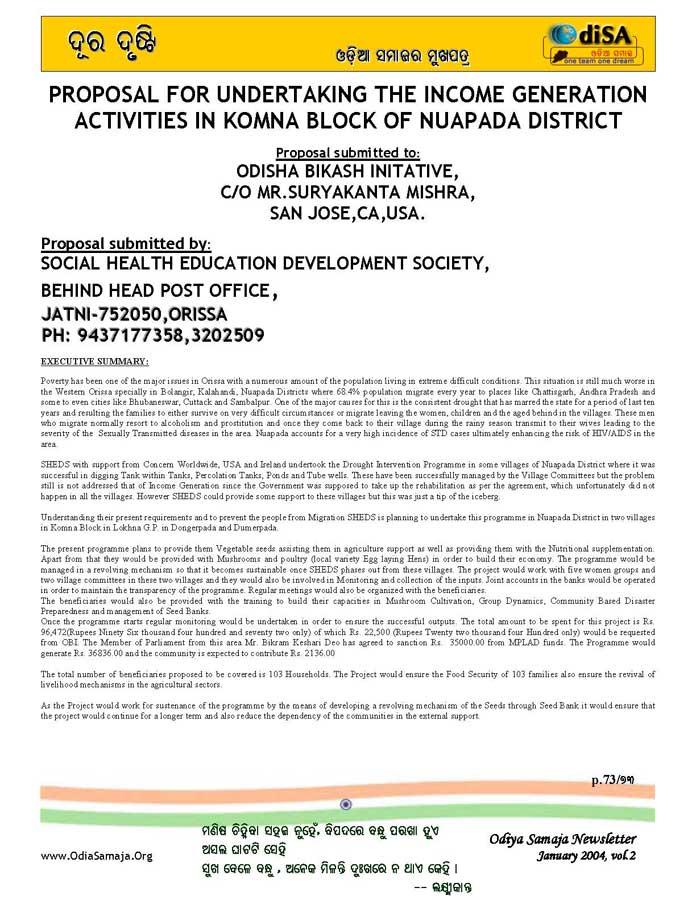 ଦୂର ଦୃଷ୍ଟି
ଓଡ଼ିଆ ସମାଜର ମୁଖପତ୍ର
diSA
ଓଡ଼ିଆ ସମାଜ
one team one dream
PROPOSAL FOR UNDERTAKING THE INCOME GENERATION
ACTIVITIES IN KOMNA BLOCK OF NUAPADA DISTRICT
Proposal submitted to:
ODISHA BIKASH INITATIVE,
C/O MR.SURYAKANTA MISHRA,
SAN JOSE,CA,USA.
Proposal submitted by:
SOCIAL HEALTH EDUCATION DEVELOPMENT SOCIETY,
BEHIND HEAD POST OFFICE,
JATNI-752050,ORISSA
PH: 9437177358,3202509
EXECUTIVE SUMMARY:
Poverty has been one of the major issues in Orissa with a numerous amount of the population living in extreme difficult conditions. This situation is still much worse in
the Western Orissa specially in Bolangir, Kalahandi, Nuapada Districts where 68.4% population migrate every year to places like Chattisgarh, Andhra Pradesh and
some to even cities like Bhubaneswar, Cuttack and Sambalpur. One of the major causes for this is the consistent drought that has marred the state for a period of last ten
years and resulting the families to either survive on very difficult circumstances or migrate leaving the women, children and the aged behind in the villages. These men
who migrate normally resort to alcoholism and prostitution and once they come back to their village during the rainy season transmit to their wives leading to the
severity of the Sexually Transmitted diseases in the area. Nuapada accounts for a very high incidence of STD cases ultimately enhancing the risk of HIV/AIDS in the
area.
SHEDS with support from Concern Worldwide, USA and Ireland undertook the Drought Intervention Programme in some villages of Nuapada District where it was
successful in digging Tank within Tanks, Percolation Tanks, Ponds and Tube wells. These have been successfully managed by the Village Committees but the problem
still is not addressed that of Income Generation since the Government was supposed to take up the rehabilitation as per the agreement, which unfortunately did not
happen in all the villages. However SHEDS could provide some support to these villages but this was just a tip of the iceberg.
Understanding their present requirements and to prevent the people from Migration SHEDS is planning to undertake this programme in Nuapada District in two villages
in Komna Block in Lokhna G.P. in Dongerpada and Dumerpada.
The present programme plans to provide them Vegetable seeds assisting them in agriculture support as well as providing them with the Nutritional supplementation.
Apart from that they would be provided with Mushrooms and poultry (local variety Egg laying Hens) in order to build their economy. The programme would be
managed in a revolving mechanism so that it becomes sustainable once SHEDS phases out from these villages. The project would work with five women groups and
two village committees in these two villages and they would also be involved in Monitoring and collection of the inputs. Joint accounts in the banks would be operated
in order to maintain the transparency of the programme. Regular meetings would also be organized with the beneficiaries.
The beneficiaries would also be provided with the training to build their capacities in Mushroom Cultivation, Group Dynamics, Community Based Disaster
Preparedness and management of Seed Banks.
Once the programme starts regular monitoring would be undertaken in order to ensure the successful outputs. The total amount to be spent for this project is Rs.
96,472(Rupees Ninety Six thousand four hundred and seventy two only) of which Rs. 22,500 (Rupees Twenty two thousand four Hundred only) would be requested
from OBI. The Member of Parliament from this area Mr. Bikram Keshari Deo has agreed to sanction Rs. 35000.00 from MPLAD funds. The Programme would
generate Rs. 36836.00 and the community is expected to contribute Rs. 2136.00
The total number of beneficiaries proposed to be covered is 103 Households. The Project would ensure the Food Security of 103 families also ensure the revival of
livelihood mechanisms in the agricultural sectors.
As the Project would work for sustenance of the programme by the means of developing a revolving mechanism of the Seeds through Seed Bank it would ensure that
the project would continue for a longer term and also reduce the dependency of the communities in the external support.
p.73/୭୩
ମଣିଷ ଚିହ୍ନିବା ସହଜ ନୁହେଁ, ବିପଦରେ ବନ୍ଧୁ ପରଖା ହୁଏ
ଅସଲ ଘାଟଟି ସେହି
ସୁଖ ବେଳେ ବନ୍ଧୁ , ଅନେକ ମିଳନ୍ତି ଦୁଃଖରେ ନ ଥାଏ କେହି ।
-- ଲକ୍ଷ୍ମୀକାନ୍ତ
www.OdiaSamaja.Org
Odiya Samaja Newsletter
January 2004, vol.2